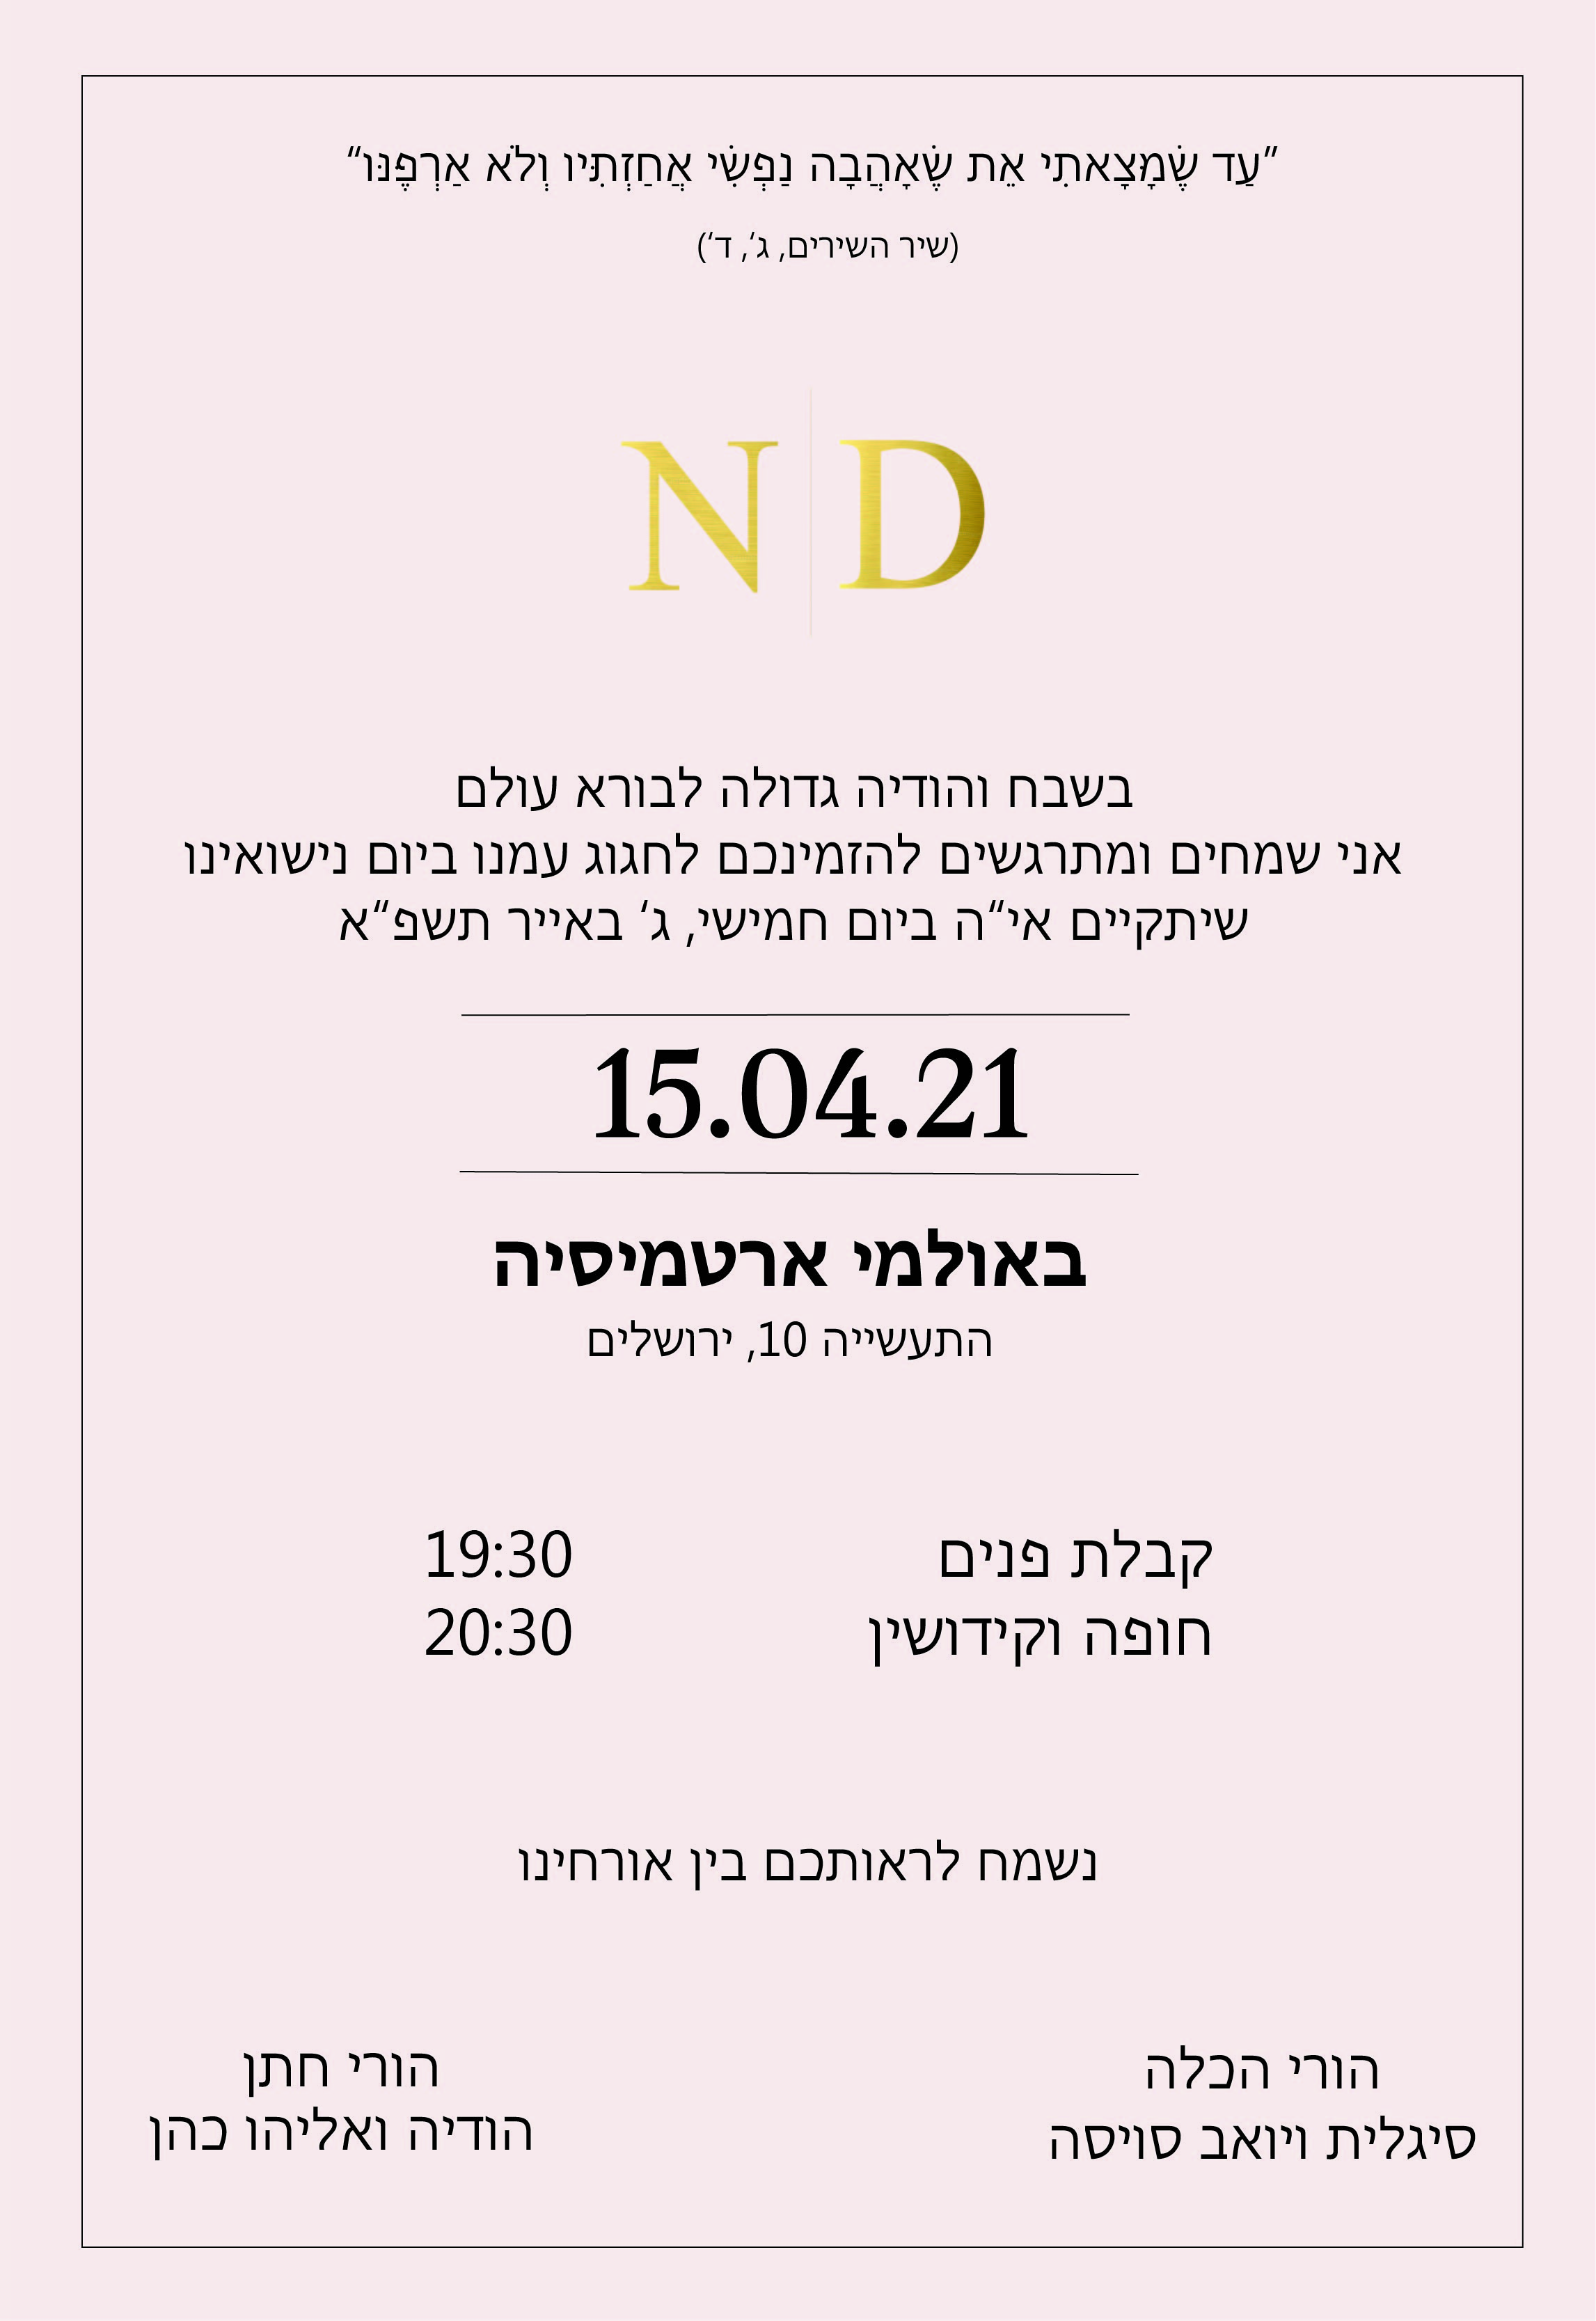 "עַד שֶׁמָּצָאתִי אֵת שֶׁאָהֲבָה נַפְשִׁי אֲחַזְתִּיו וְלֹא אַרְפֶּנּוּ"
(שיר השירים, ג', ד')
N | D
בשבח והודיה גדולה לבורא עולם
אני שמחים ומתרגשים להזמינכם לחגוג עמנו ביום נישואינו
שיתקיים אי"ה ביום חמישי, ג' באייר תשפ"א
15.04.21
באולמי ארטמיסיה
התעשייה 10, ירושלים
קבלת פנים 19:30
חופה וקידושין 20:30
נשמח לראותכם בין אורחינו
הורי הכלה
סיגלית ויואב סויסה
הורי חתן
הודיה ואליהו כהן